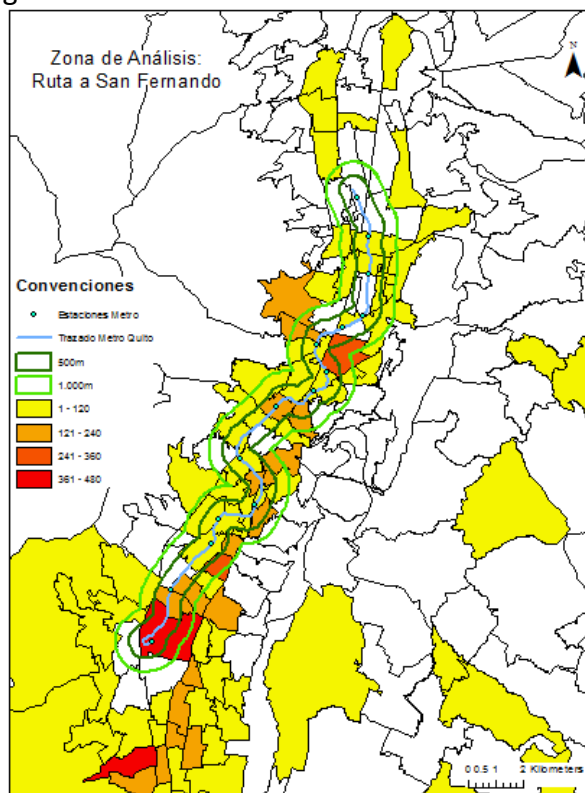 Zona de Análisis:
Ruta a San Fernando
N
Convenciones
Estaciones Metro
Trazado Metro Quito
500m
1.000m
1 - 120
121 - 240
241 - 360
361 - 480
0 0.5 1 2 Kilometers